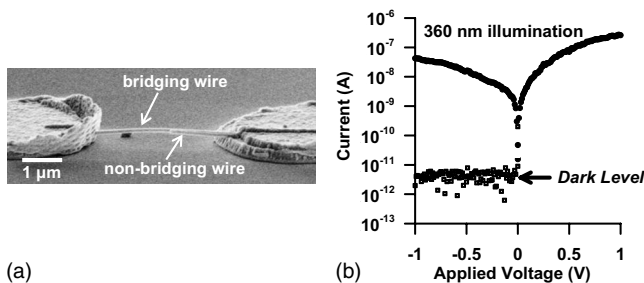 bridging wire
non-bridging wire
1 μm
(a)
360 nm illumination
Current (A)
10-6
10-7
10-8
10-9
10-10
10-11
10-12
10-13
Dark Level
-1 -0.5 0 0.5 1
Applied Voltage (V)
(b)